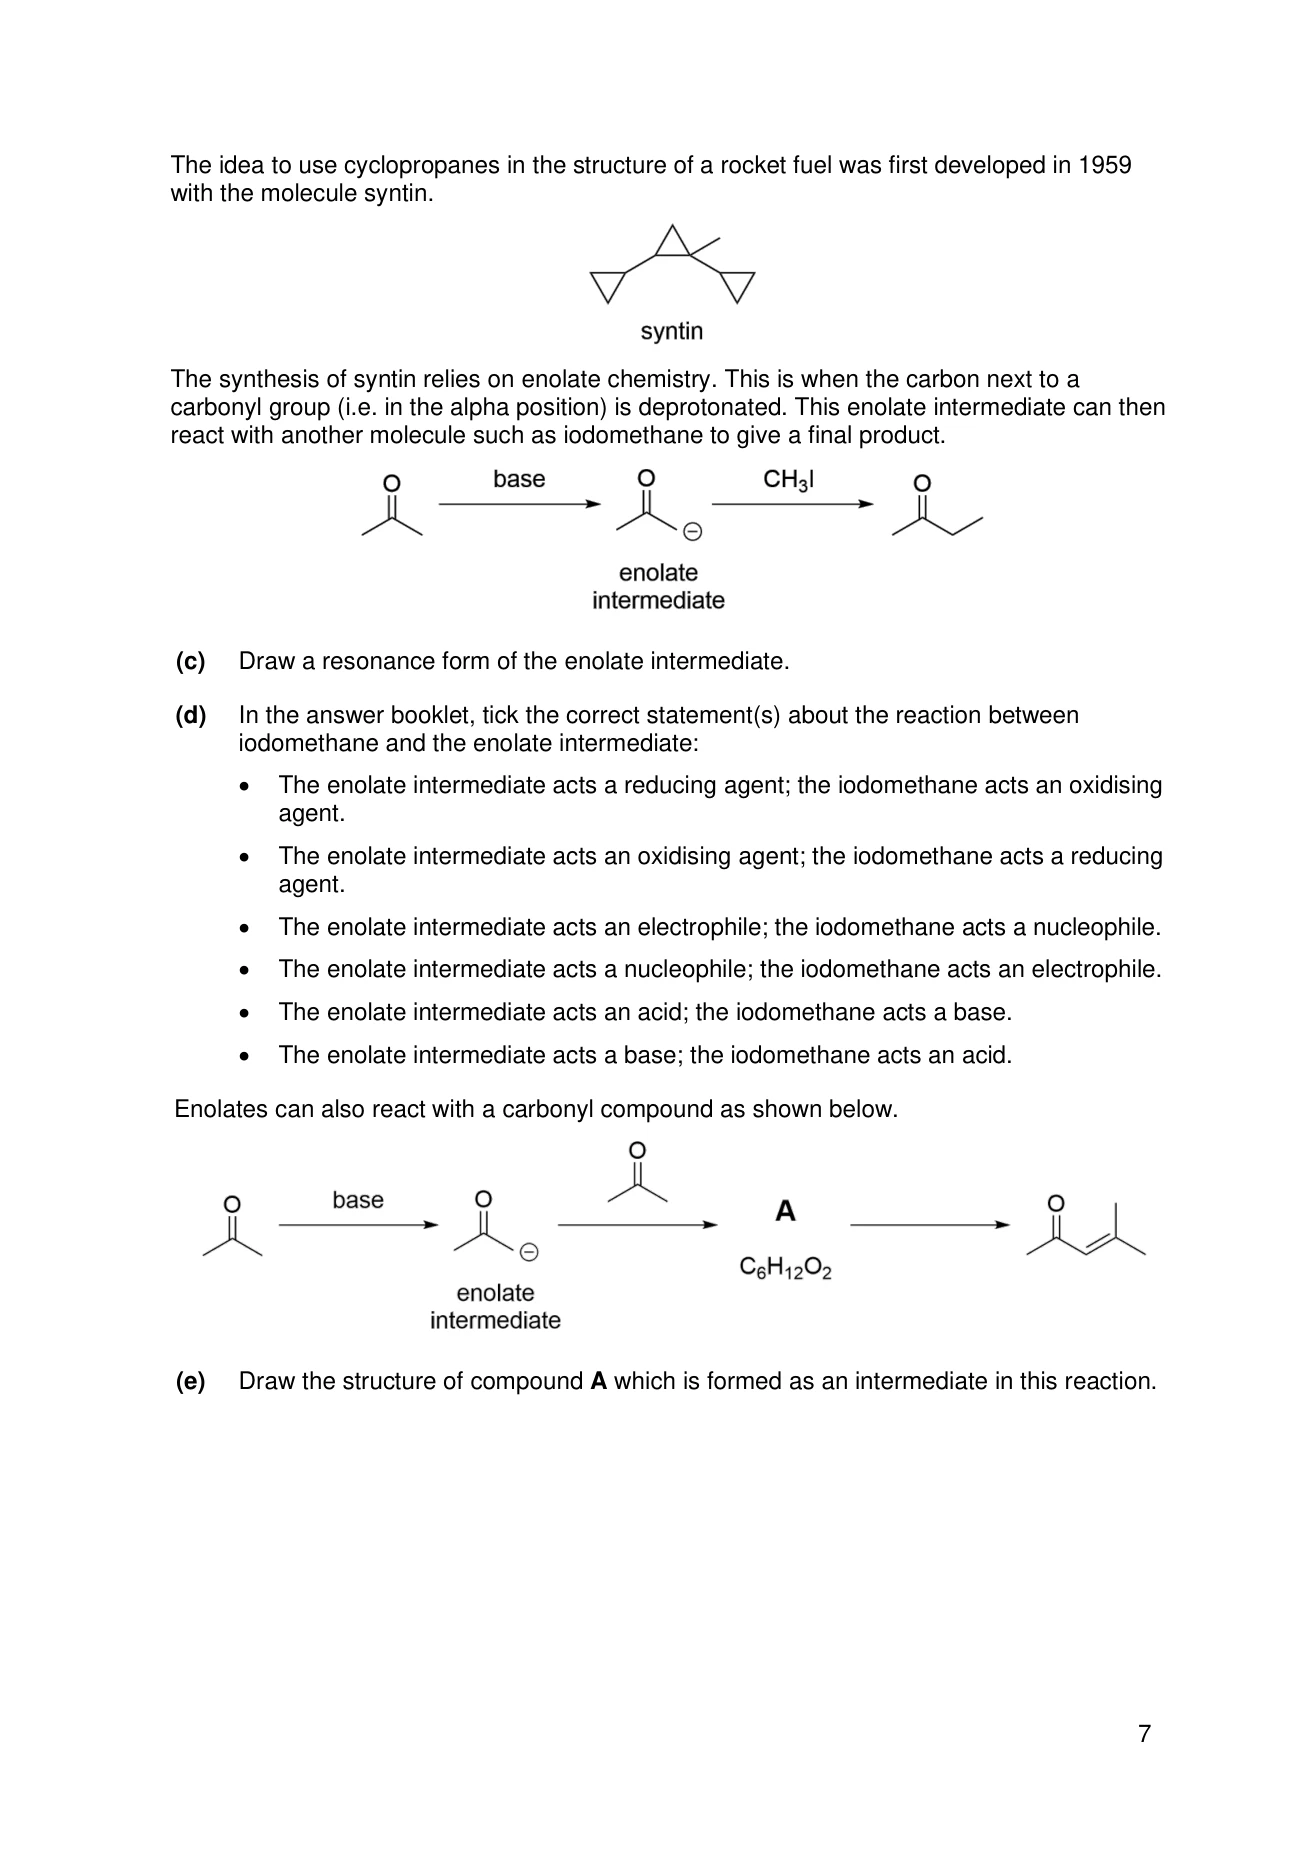 The idea to use cyclopropanes in the structure of a rocket fuel was first developed in 1959
with the molecule syntin.
syntin
The synthesis of syntin relies on enolate chemistry. This is when the carbon next to a
carbonyl group (i.e. in the alpha position) is deprotonated. This enolate intermediate can then
react with another molecule such as iodomethane to give a final product.
O base O CH₃I O
⊖
enolate
intermediate
(c) Draw a resonance form of the enolate intermediate.
(d) In the answer booklet, tick the correct statement(s) about the reaction between
iodomethane and the enolate intermediate:
• The enolate intermediate acts a reducing agent; the iodomethane acts an oxidising
agent.
• The enolate intermediate acts an oxidising agent; the iodomethane acts a reducing
agent.
• The enolate intermediate acts an electrophile; the iodomethane acts a nucleophile.
• The enolate intermediate acts a nucleophile; the iodomethane acts an electrophile.
• The enolate intermediate acts an acid; the iodomethane acts a base.
• The enolate intermediate acts a base; the iodomethane acts an acid.
Enolates can also react with a carbonyl compound as shown below.
O
O base O A O
⊖
C₆H₁₂O₂
enolate
intermediate
(e) Draw the structure of compound A which is formed as an intermediate in this reaction.
7